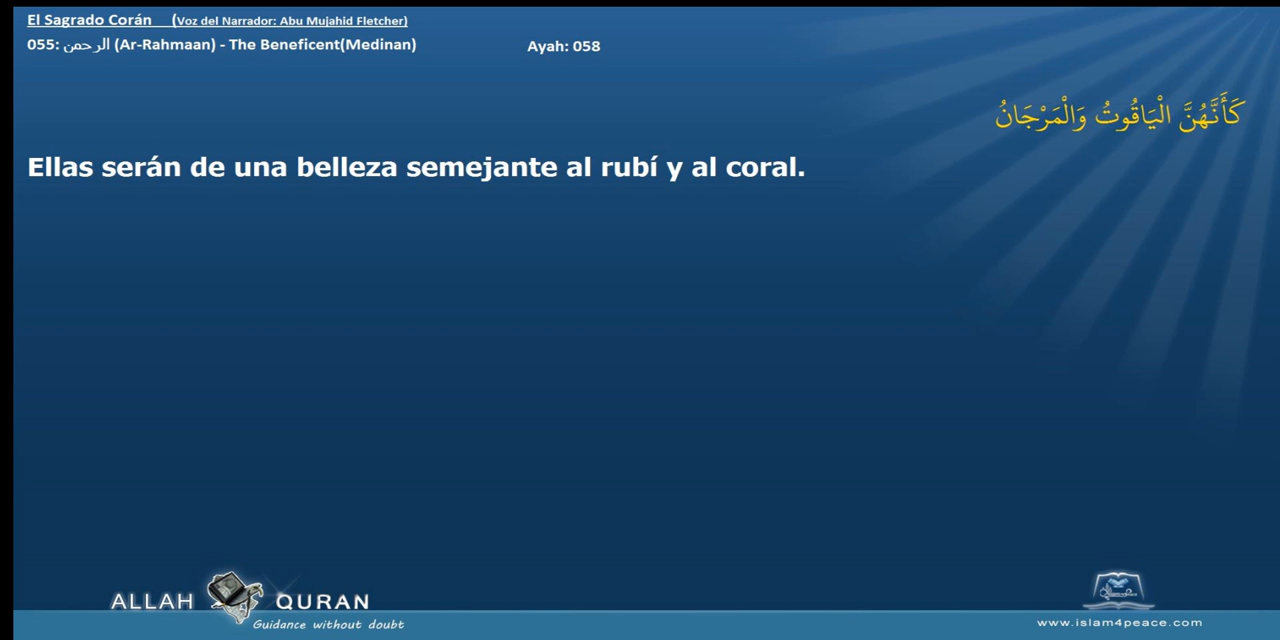 El Sagrado Corán (Voz del Narrador: Abu Mujahid Fletcher)
055: الرحمن (Ar-Rahmaan) - The Beneficent(Medinan) Ayah: 058
كَأَنَّهُنَّ الْيَاقُوتُ وَالْمَرْجَانُ
Ellas serán de una belleza semejante al rubí y al coral.
ALLAH QURAN
Guidance without doubt
www.islam4peace.com